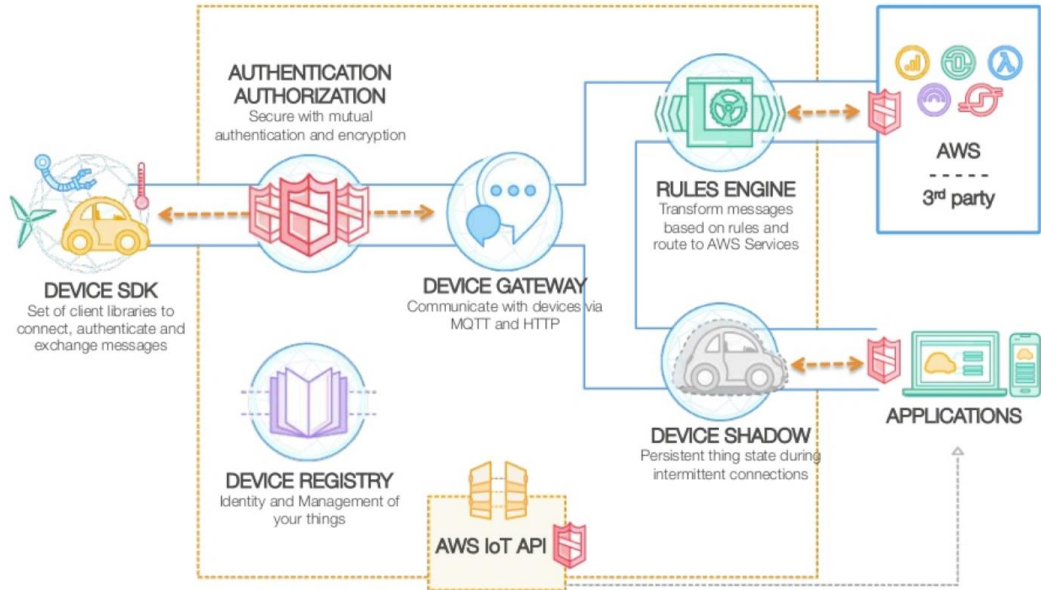 AUTHENTICATION
AUTHORIZATION
Secure with mutual
authentication and encryption
DEVICE SDK
Set of client libraries to
connect, authenticate and
exchange messages
DEVICE GATEWAY
Communicate with devices via
MQTT and HTTP
RULES ENGINE
Transform messages
based on rules and
route to AWS Services
AWS
3rd party
DEVICE REGISTRY
Identity and Management of
your things
DEVICE SHADOW
Persistent thing state during
intermittent connections
APPLICATIONS
AWS IoT API